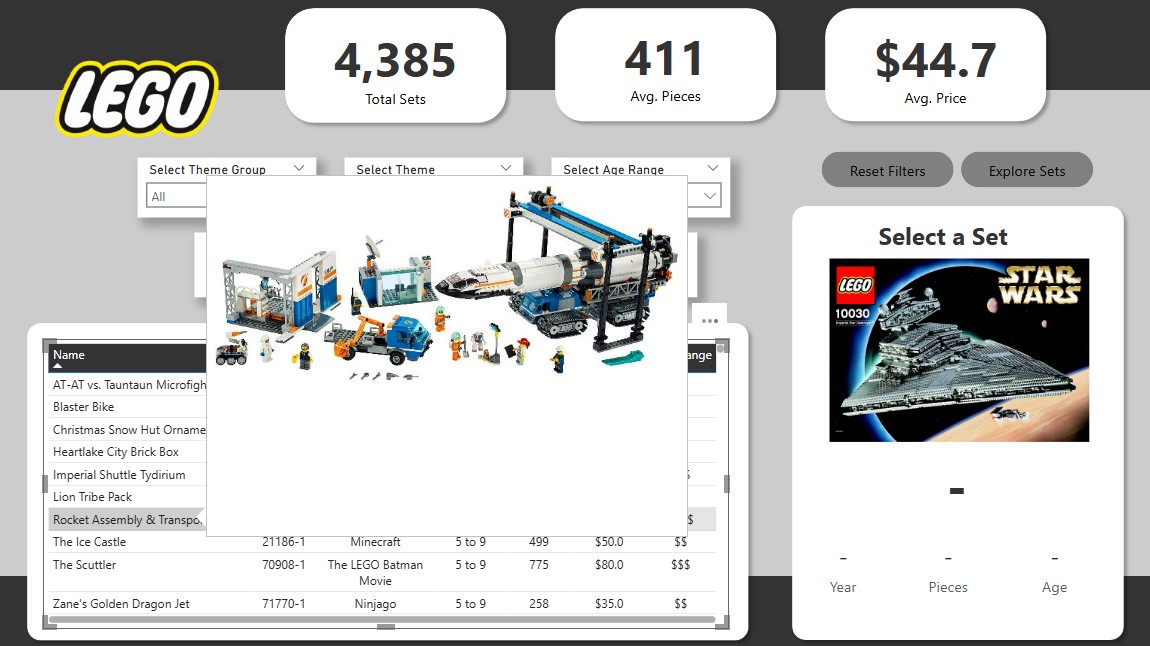 4,385
Total Sets
411
Avg. Pieces
$44.7
Avg. Price
LEGO
Select Theme Group
All
Select Theme
Select Age Range
Reset Filters
Explore Sets
Select a Set
LEGO
STAR WARS
10030
-
-
-
-
Year
Pieces
Age
Name
ange
AT-AT vs. Tauntaun Microfigh
Blaster Bike
Christmas Snow Hut Orname
Heartlake City Brick Box
Imperial Shuttle Tydirium
Lion Tribe Pack
Rocket Assembly & Transpo
$
The Ice Castle 21186-1 Minecraft 5 to 9 499 $50.0 $$
The Scuttler 70908-1 The LEGO Batman Movie 5 to 9 775 $80.0 $$$
Zane's Golden Dragon Jet 71770-1 Ninjago 5 to 9 258 $35.0 $$